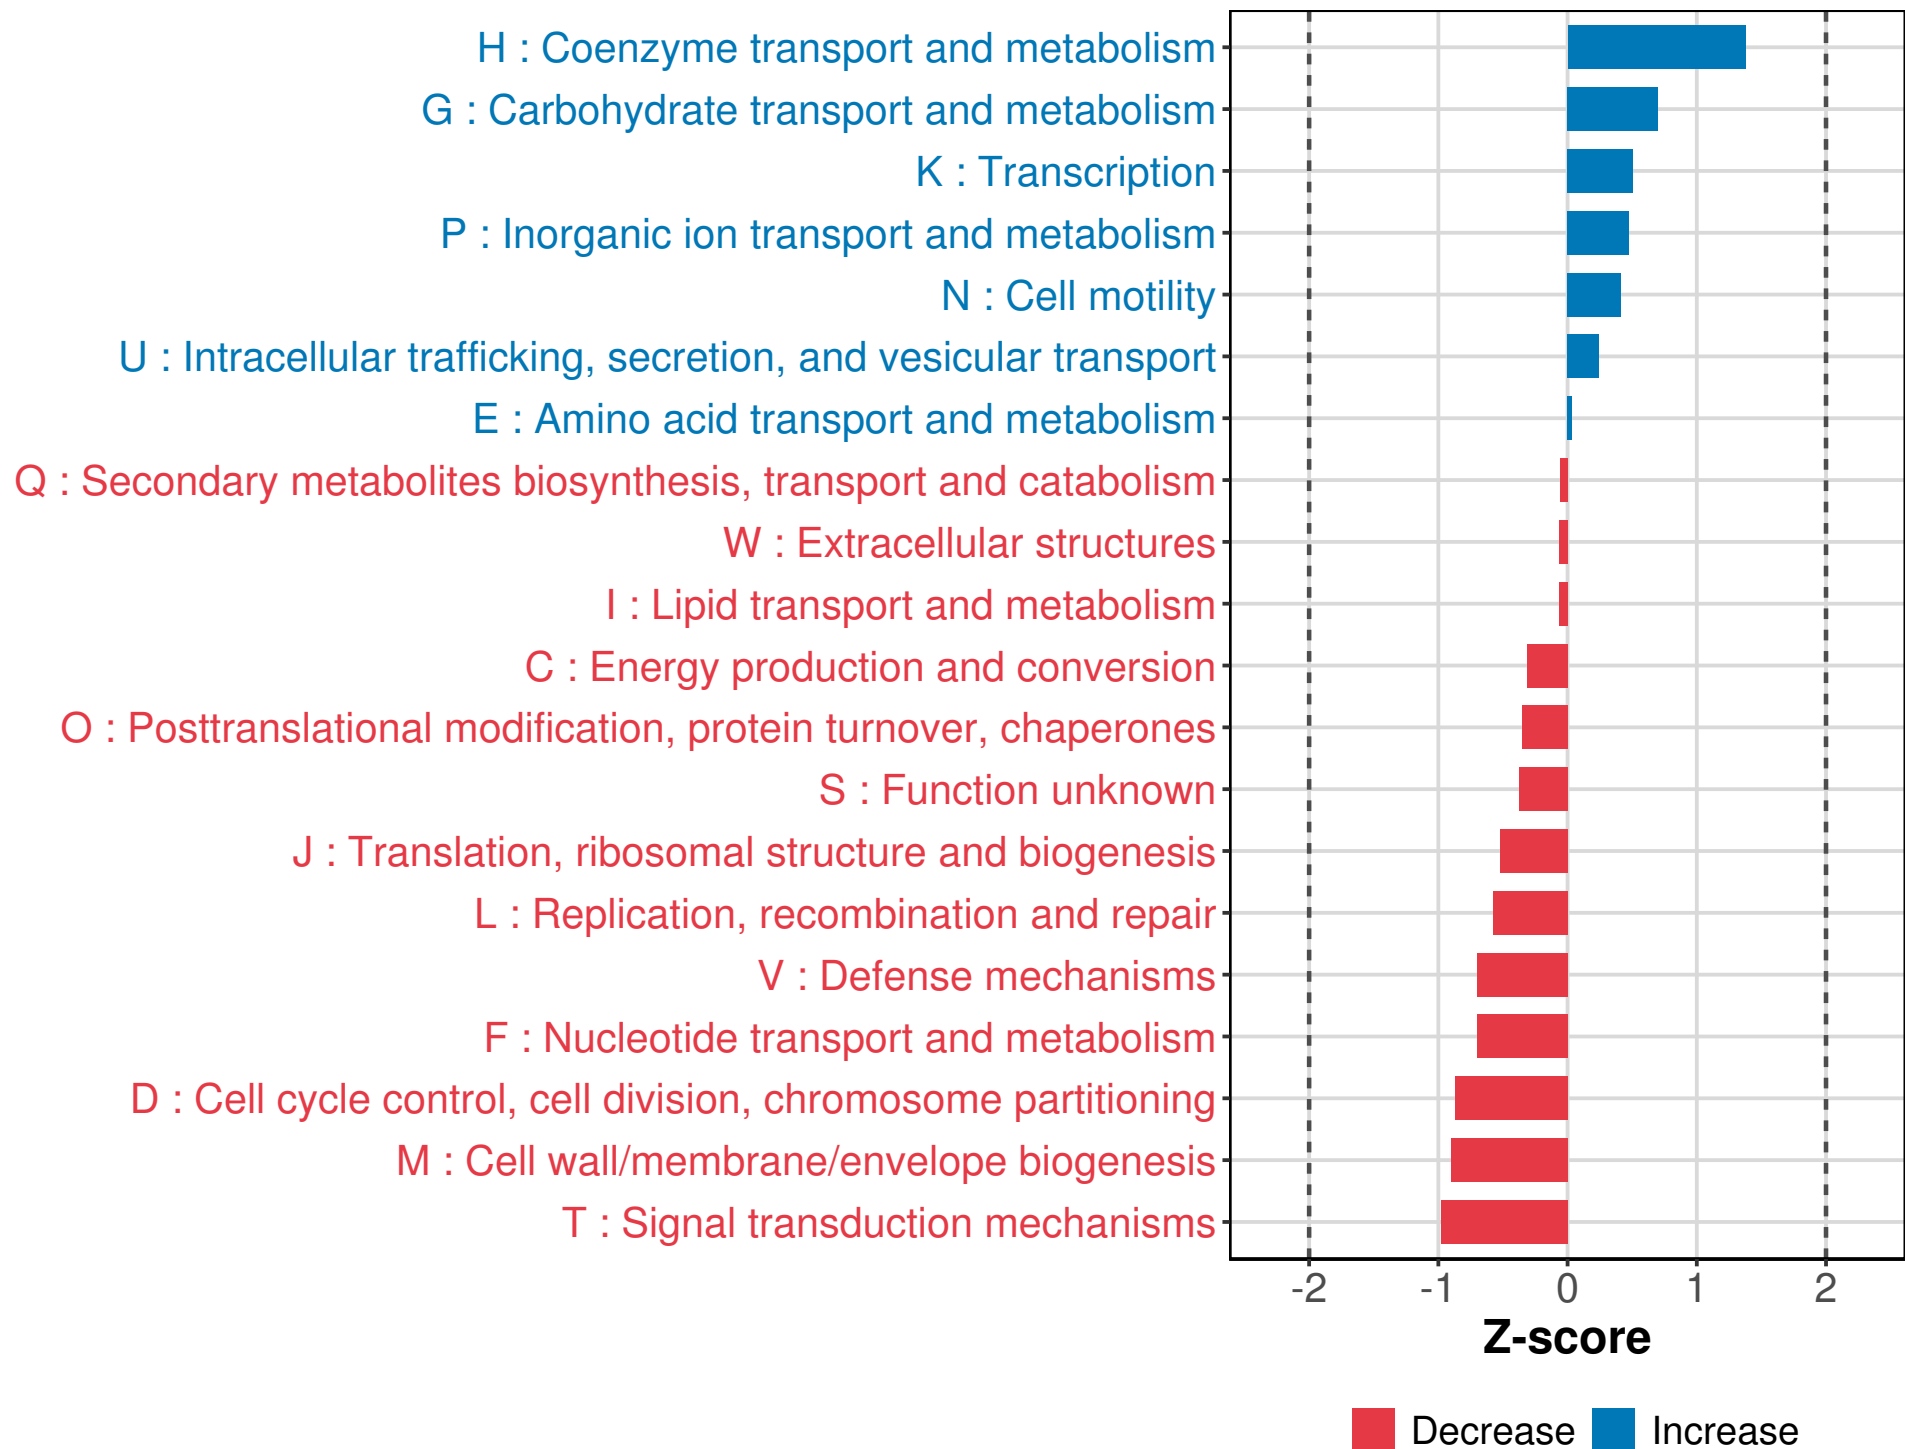 H : Coenzyme transport and metabolism
G : Carbohydrate transport and metabolism
K : Transcription
P : Inorganic ion transport and metabolism
N : Cell motility
U : Intracellular trafficking, secretion, and vesicular transport
E : Amino acid transport and metabolism
Q : Secondary metabolites biosynthesis, transport and catabolism
W : Extracellular structures
I : Lipid transport and metabolism
C : Energy production and conversion
O : Posttranslational modification, protein turnover, chaperones
S : Function unknown
J : Translation, ribosomal structure and biogenesis
L : Replication, recombination and repair
V : Defense mechanisms
F : Nucleotide transport and metabolism
D : Cell cycle control, cell division, chromosome partitioning
M : Cell wall/membrane/envelope biogenesis
T : Signal transduction mechanisms
-2 -1 0 1 2
Z-score
Decrease Increase